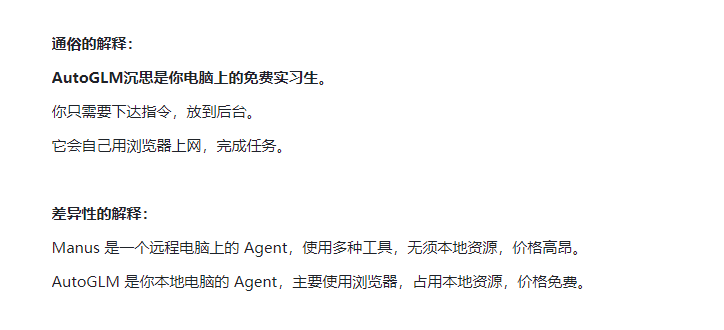 通俗的解释：
AutoGLM沉思是你电脑上的免费实习生。
你只需要下达指令，放到后台。
它会自己用浏览器上网，完成任务。
差异性的解释：
Manus 是一个远程电脑上的 Agent，使用多种工具，无须本地资源，价格高昂。
AutoGLM 是你本地电脑的 Agent，主要使用浏览器，占用本地资源，价格免费。